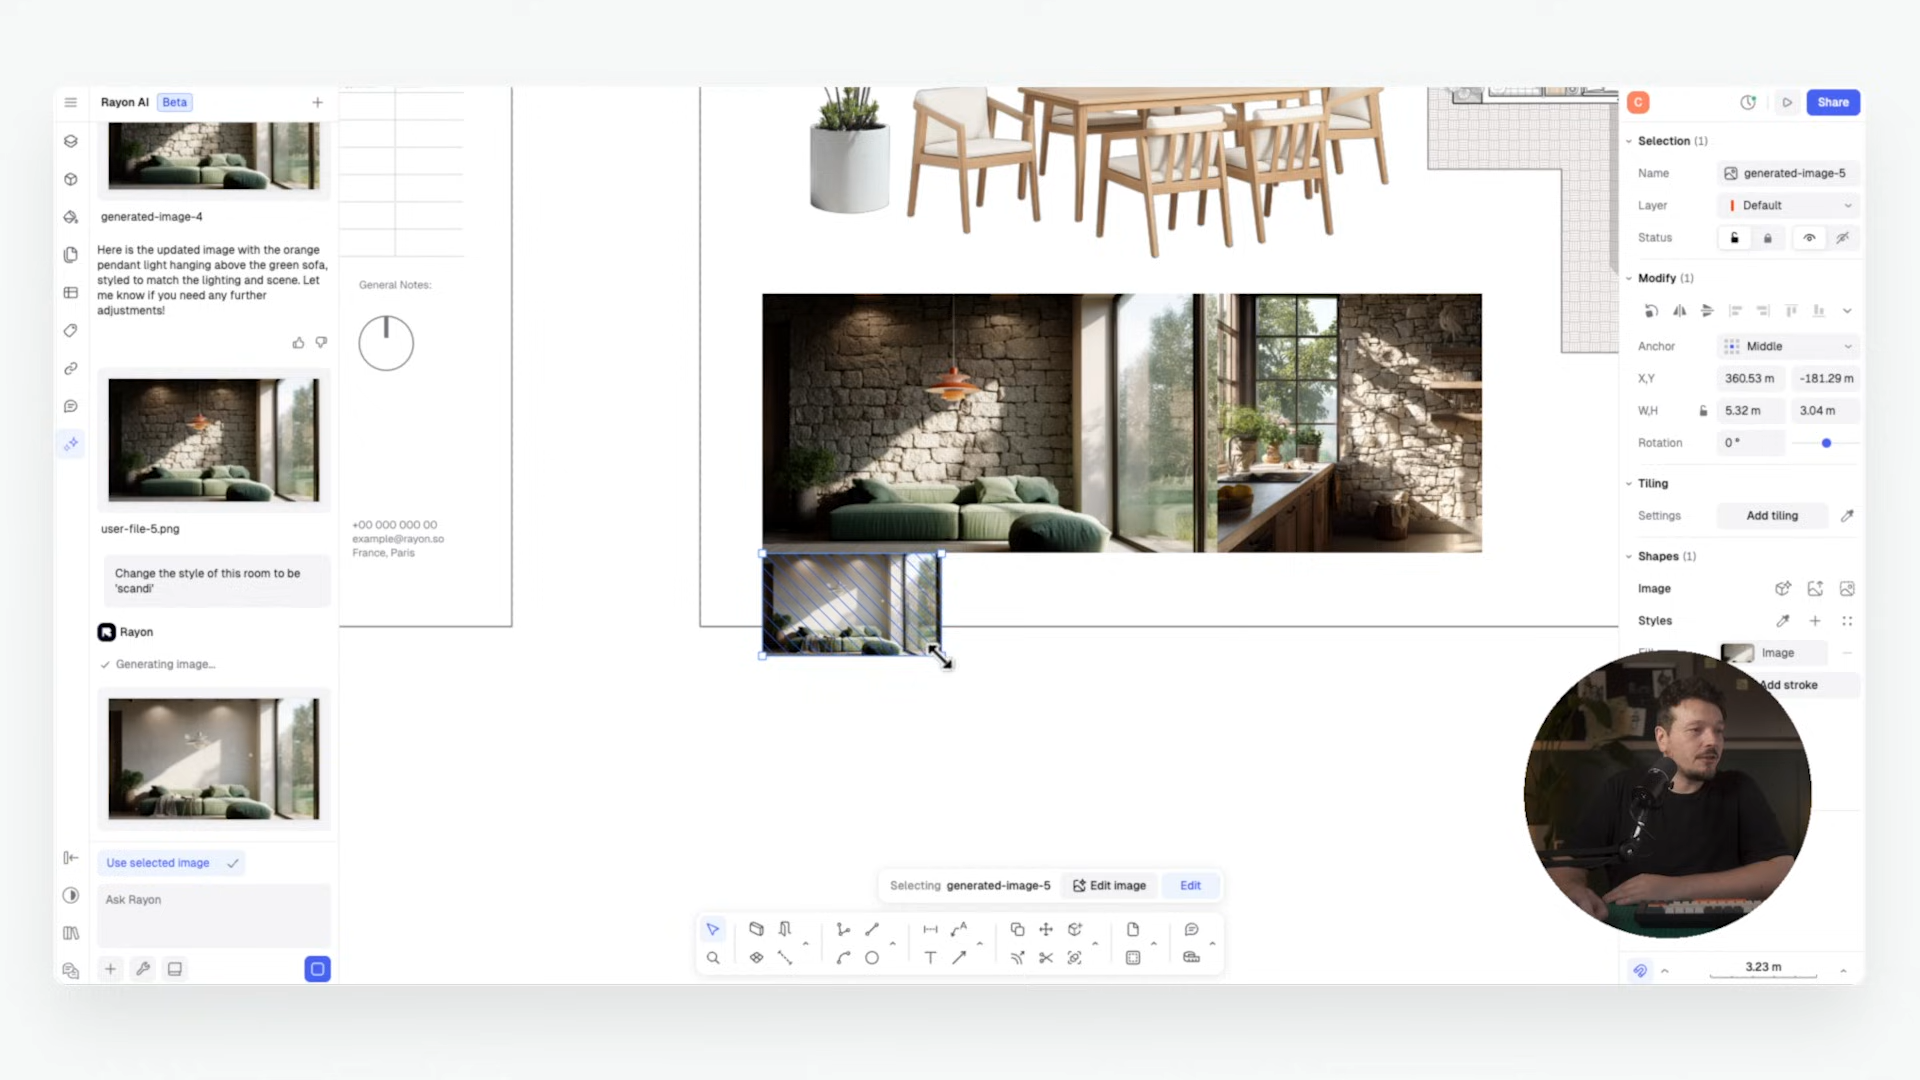 Rayon AI Beta
generated-image-4
Here is the updated image with the orange
pendant light hanging above the green sofa,
styled to match the lighting and scene. Let
me know if you need any further
adjustments!
user-file-5.png
Change the style of this room to be
'scandi'
Rayon
Generating image...
Use selected image
Ask Rayon
General Notes:
+00 000 000 00
example@rayon.so
France, Paris
Selecting generated-image-5 Edit image Edit
C Share
Selection (1)
Name generated-image-5
Layer Default
Status
Modify (1)
Anchor Middle
X,Y 360.53 m -181.29 m
W,H 5.32 m 3.04 m
Rotation 0 °
Tiling
Settings Add tiling
Shapes (1)
Image
Styles
Image
Add stroke
3.23 m